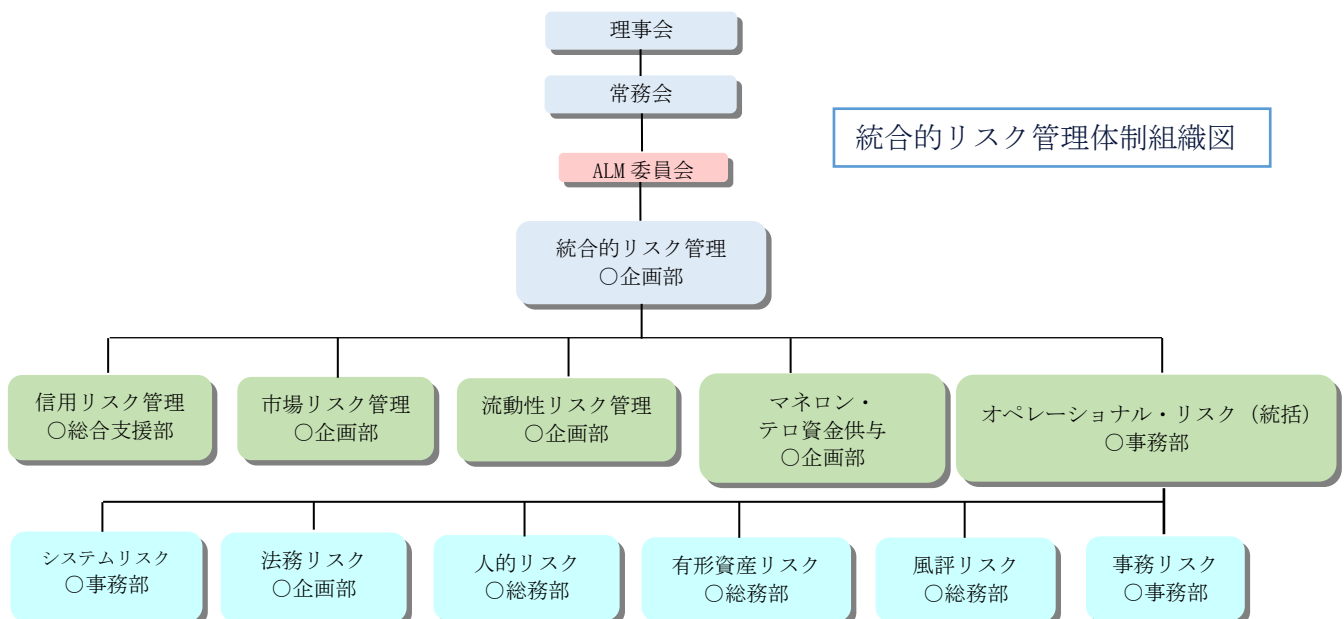 理事会
常務会
統合的リスク管理体制組織図
ALM 委員会
統合的リスク管理
○企画部
信用リスク管理
○総合支援部
市場リスク管理
○企画部
流動性リスク管理
○企画部
マネロン・
テロ資金供与
○企画部
オペレーショナル・リスク（統括）
○事務部
システムリスク
○事務部
法務リスク
○企画部
人的リスク
○総務部
有形資産リスク
○総務部
風評リスク
○総務部
事務リスク
○事務部